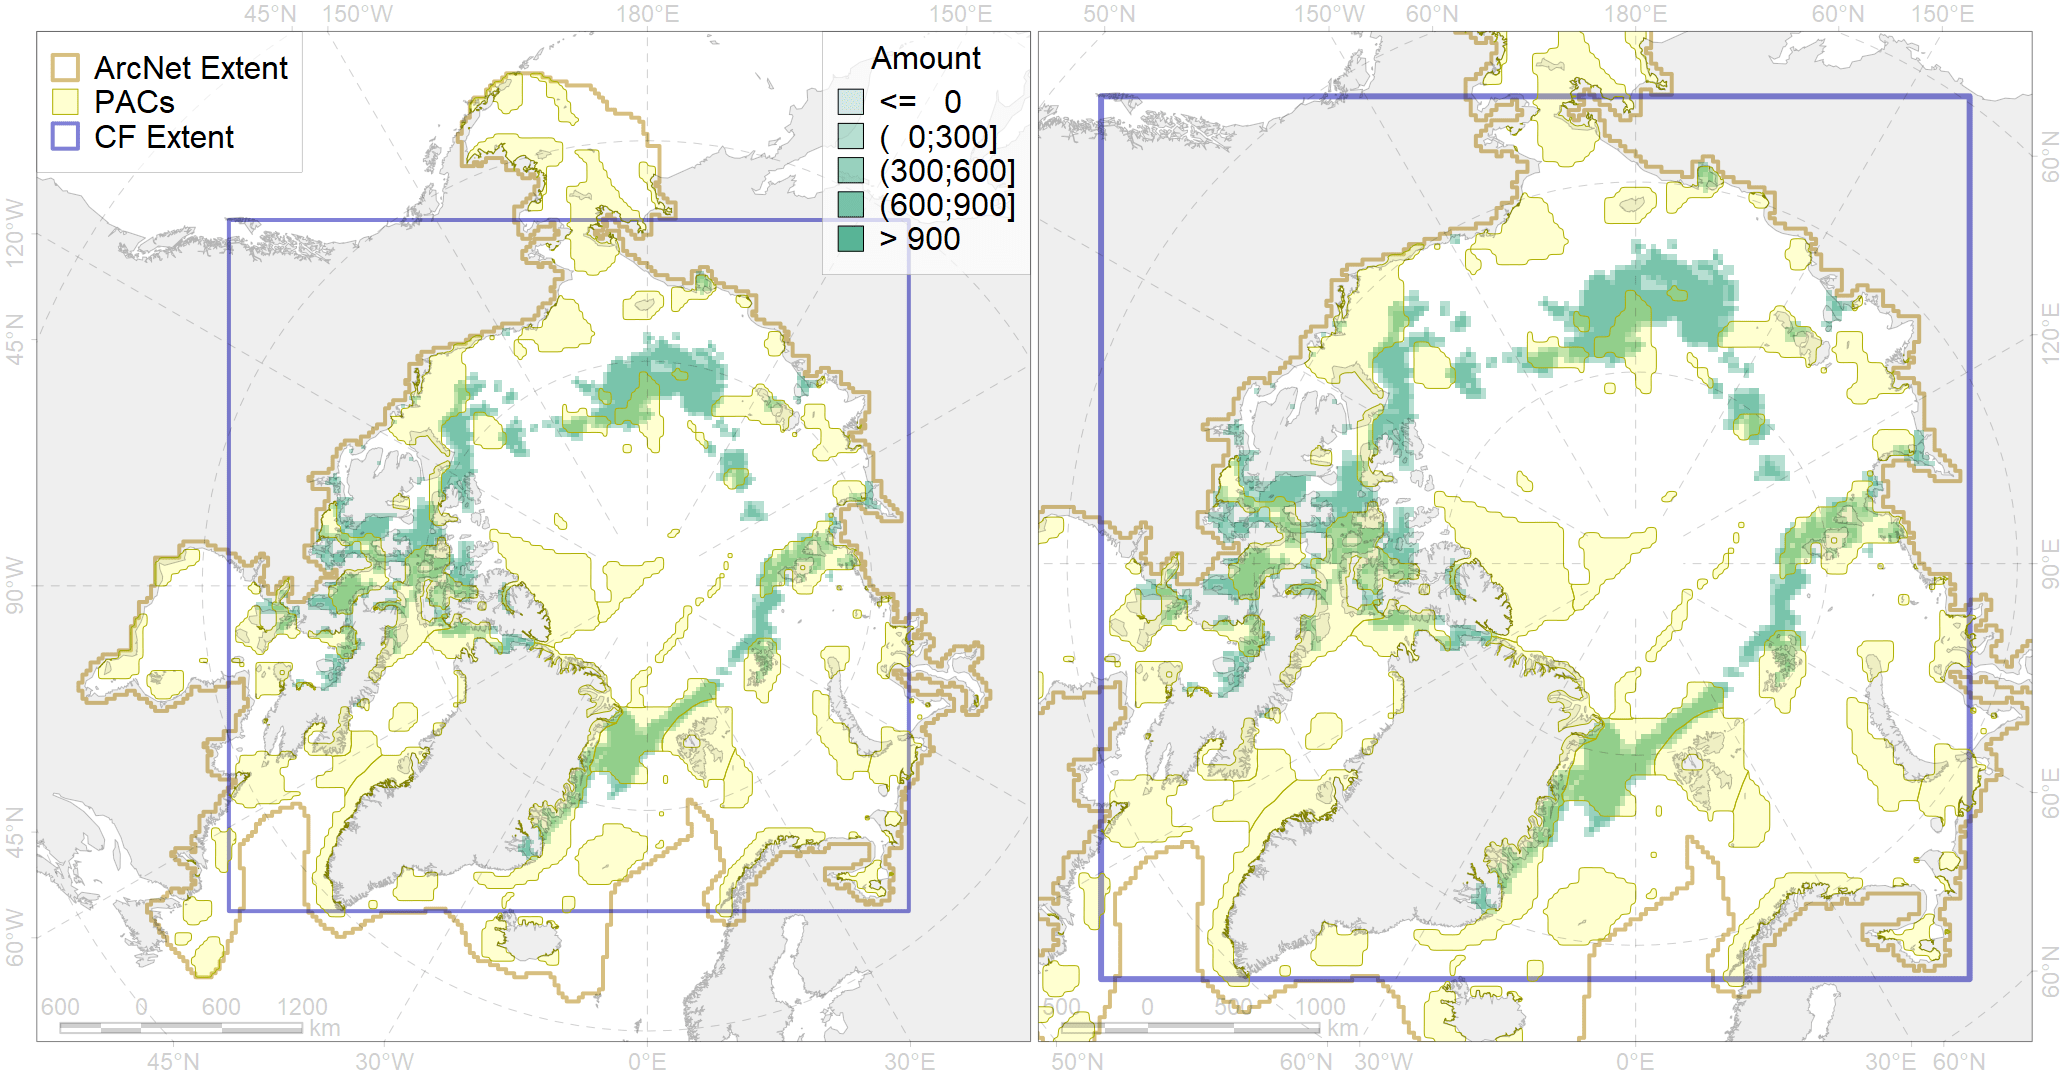 45°N 150°W 180°E 150°E
50°N 150°W 60°N 180°E 60°N 150°E
ArcNet Extent
PACs
CF Extent
Amount
<= 0
( 0;300]
(300;600]
(600;900]
> 900
120°W
45°N
90°W
45°N
60°W
60°N
120°E
90°E
60°E
60°N
600 0 600 1200
km
500 0 500 1000
km
45°N 30°W 0°E 30°E
50°N 60°N 30°W 0°E 30°E 60°N